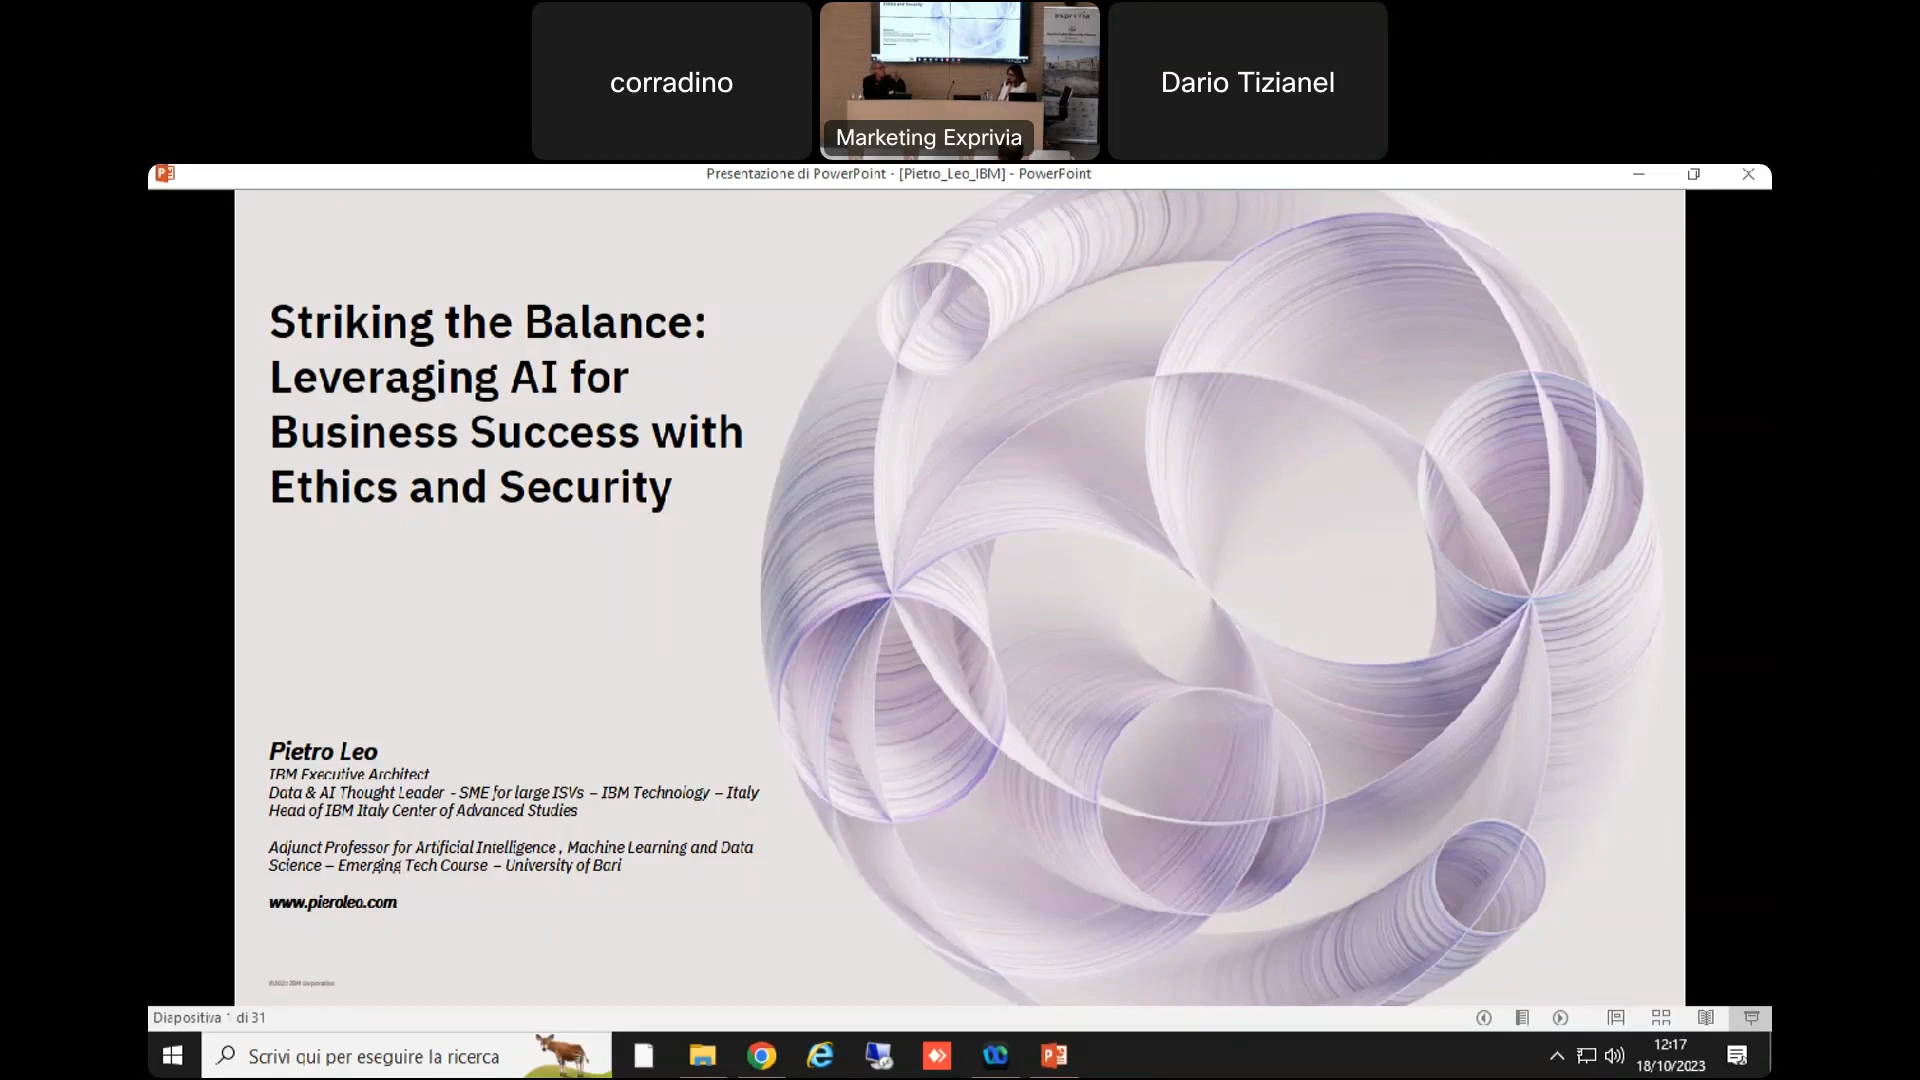 corradino
exprivia
Marketing Exprivia
Dario Tizianel
Presentazione di PowerPoint - [Pietro_Leo_IBM] - PowerPoint
Striking the Balance:
Leveraging AI for
Business Success with
Ethics and Security
Pietro Leo
IBM Executive Architect
Data & AI Thought Leader - SME for large ISVs – IBM Technology – Italy
Head of IBM Italy Center of Advanced Studies
Adjunct Professor for Artificial Intelligence , Machine Learning and Data
Science – Emerging Tech Course – University of Bari
www.pieroleo.com
Diapositiva 1 di 31
Scrivi qui per eseguire la ricerca
12:17
18/10/2023